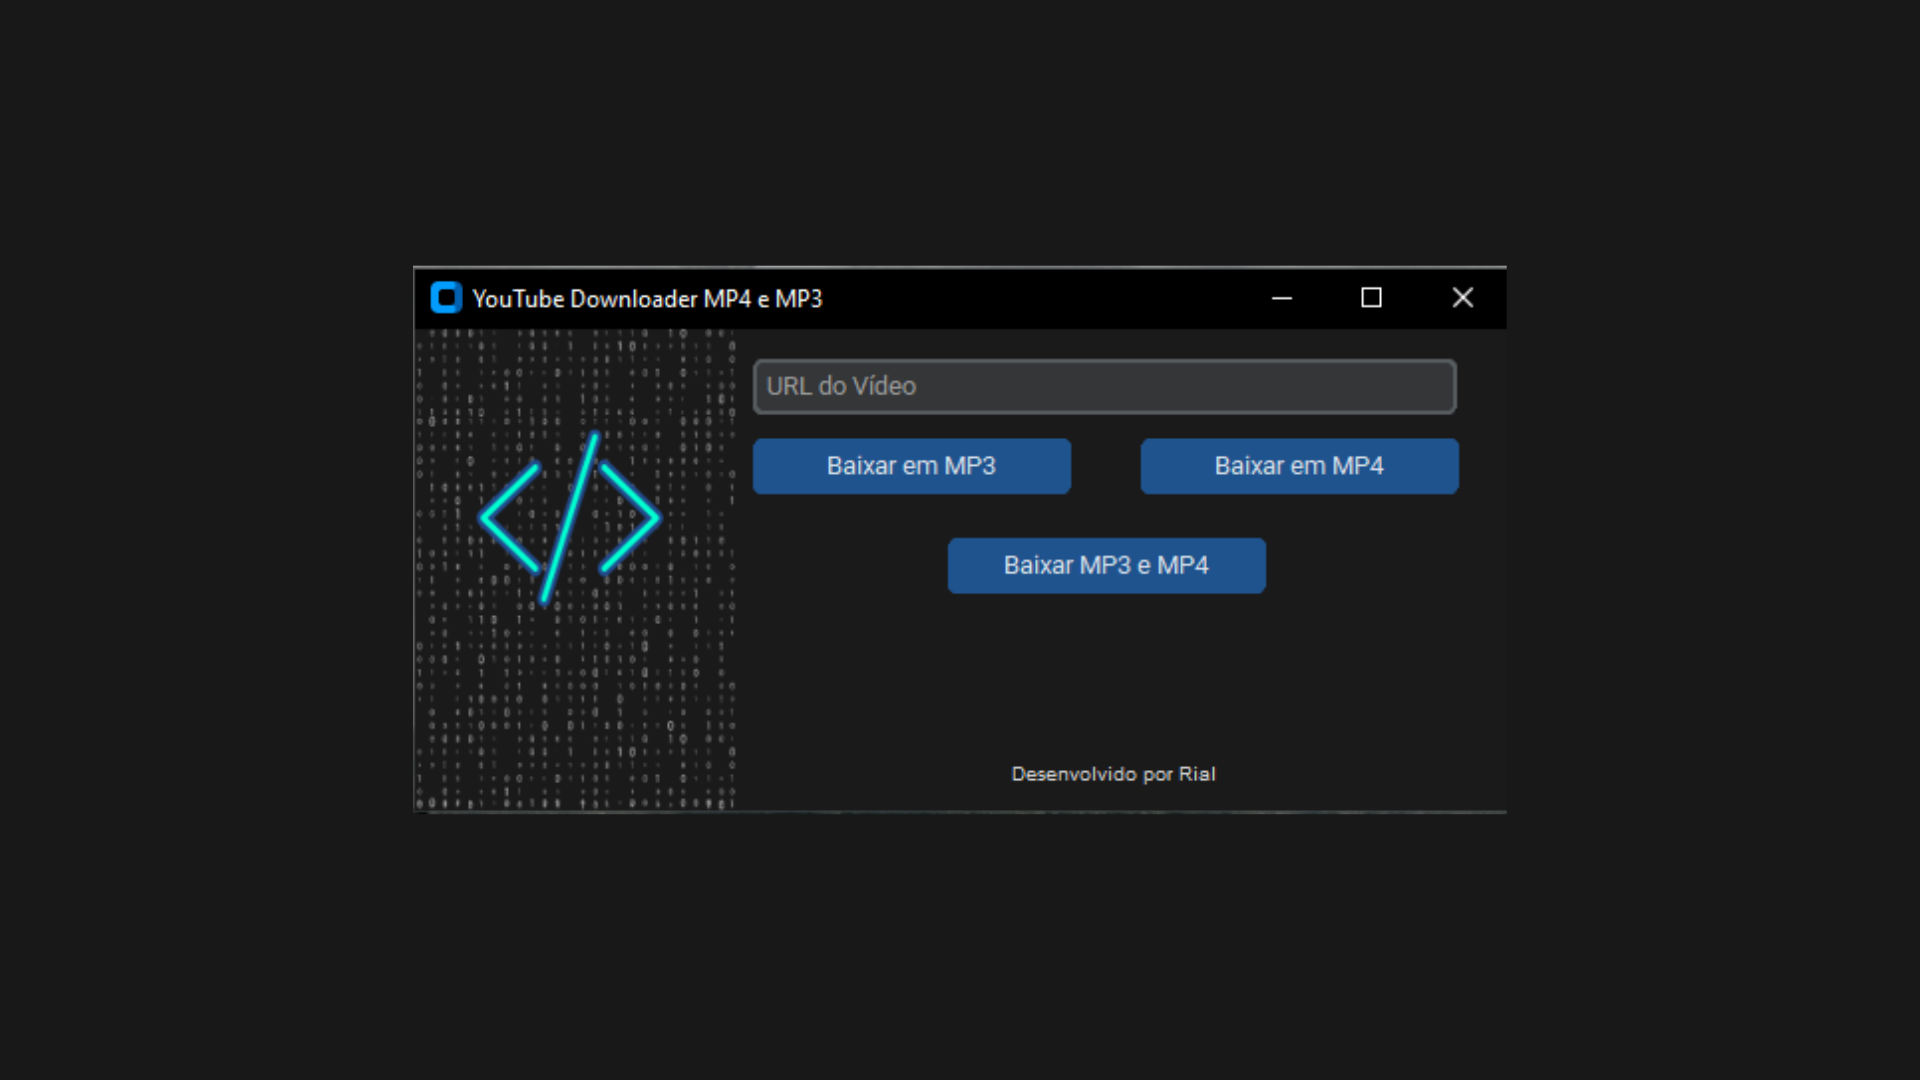 YouTube Downloader MP4 e MP3
URL do Vídeo
Baixar em MP3
Baixar em MP4
Baixar MP3 e MP4
Desenvolvido por Rial